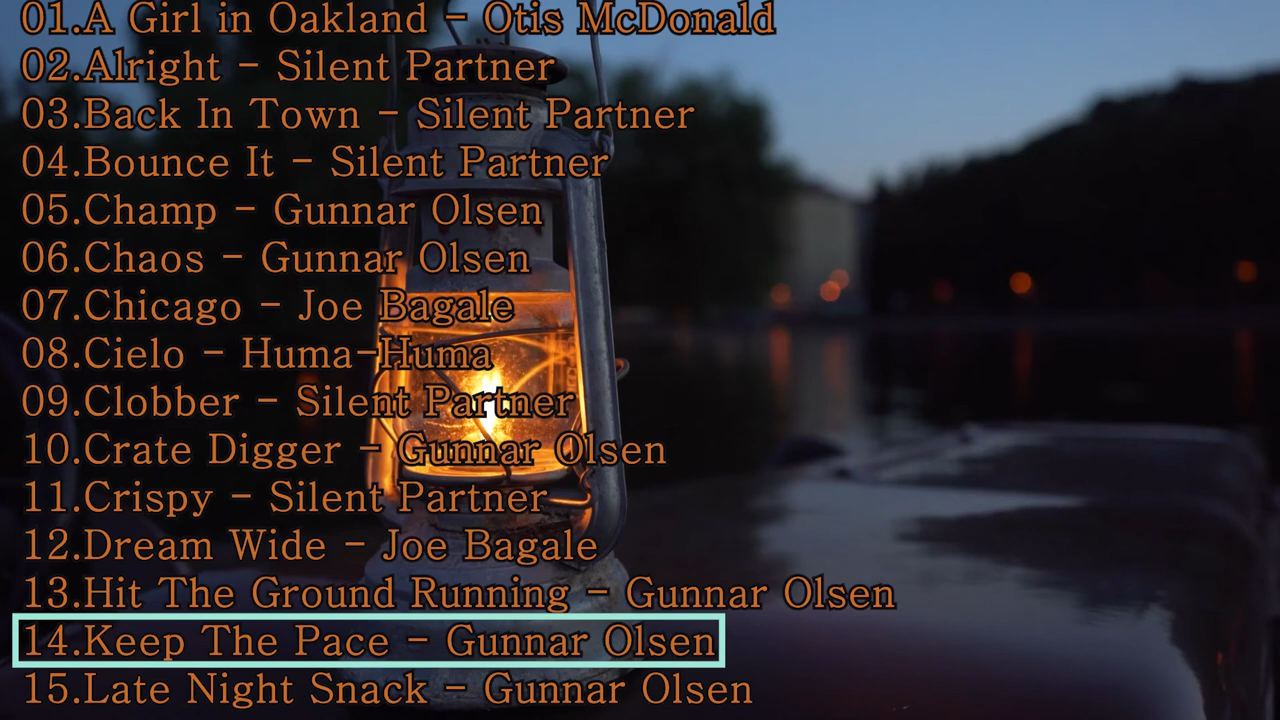 01.A Girl in Oakland - Otis McDonald
02.Alright - Silent Partner
03.Back In Town - Silent Partner
04.Bounce It - Silent Partner
05.Champ - Gunnar Olsen
06.Chaos - Gunnar Olsen
07.Chicago - Joe Bagale
08.Cielo - Huma-Huma
09.Clobber - Silent Partner
10.Crate Digger - Gunnar Olsen
11.Crispy - Silent Partner
12.Dream Wide - Joe Bagale
13.Hit The Ground Running - Gunnar Olsen
14.Keep The Pace - Gunnar Olsen
15.Late Night Snack - Gunnar Olsen